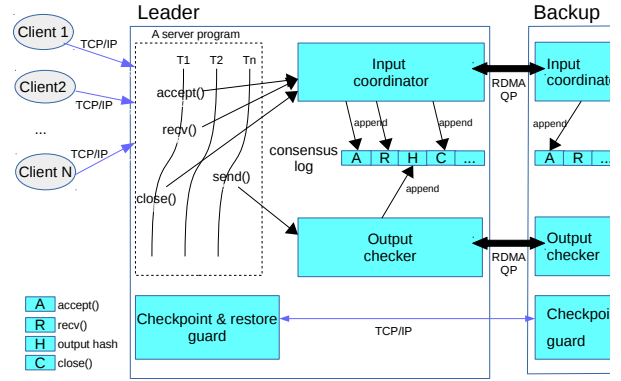 Leader
Backup
Client 1
TCP/IP
A server program
T1 T2 Tn
Input
coordinator
RDMA
QP
Input
coordinat
Client2
TCP/IP
accept()
recv()
append
append
append
append
...
consensus
log
A R H C ...
A R ...
TCP/IP
Client N
send()
close()
append
Output
checker
RDMA
QP
Output
checker
A accept()
R recv()
H output hash
C close()
Checkpoint & restore
guard
TCP/IP
Checkpoi
guard